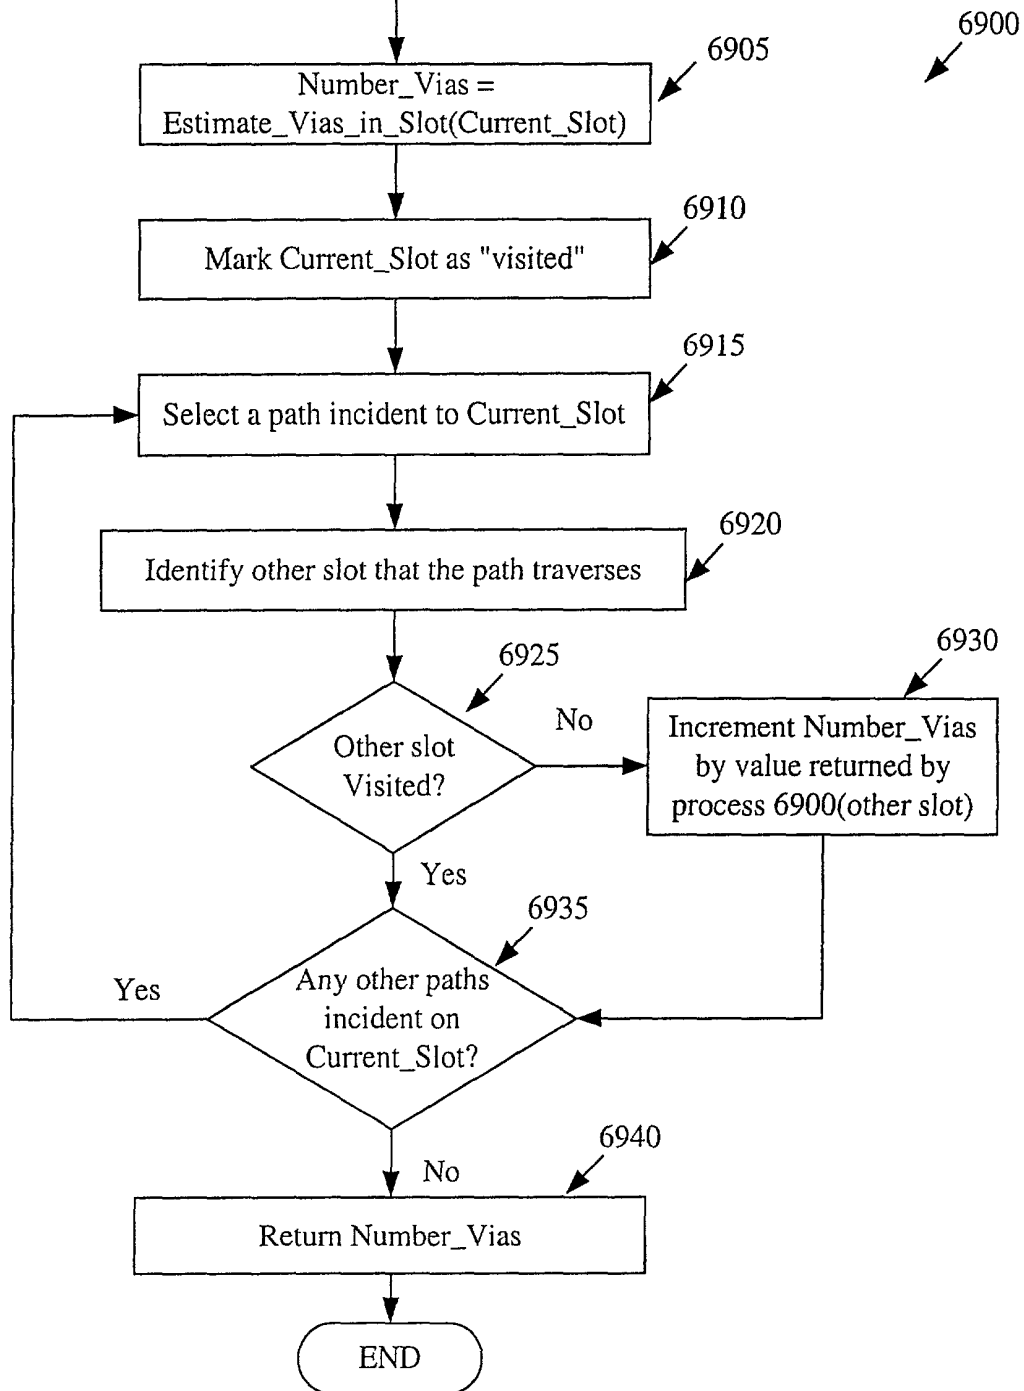 6900
6905
Number_Vias =
Estimate_Vias_in_Slot(Current_Slot)
6910
Mark Current_Slot as "visited"
6915
Select a path incident to Current_Slot
6920
Identify other slot that the path traverses
6925
Other slot
Visited?
No
6930
Increment Number_Vias
by value returned by
process 6900(other slot)
Yes
6935
Any other paths
incident on
Current_Slot?
Yes
No
6940
Return Number_Vias
END